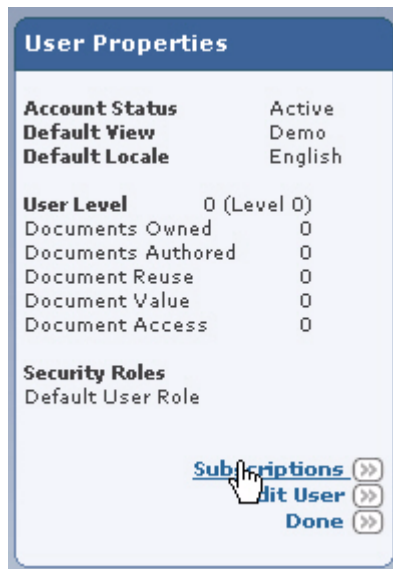 User Properties
Account Status Active
Default View Demo
Default Locale English
User Level 0 (Level 0)
Documents Owned 0
Documents Authored 0
Document Reuse 0
Document Value 0
Document Access 0
Security Roles
Default User Role
Subscriptions
User
Done